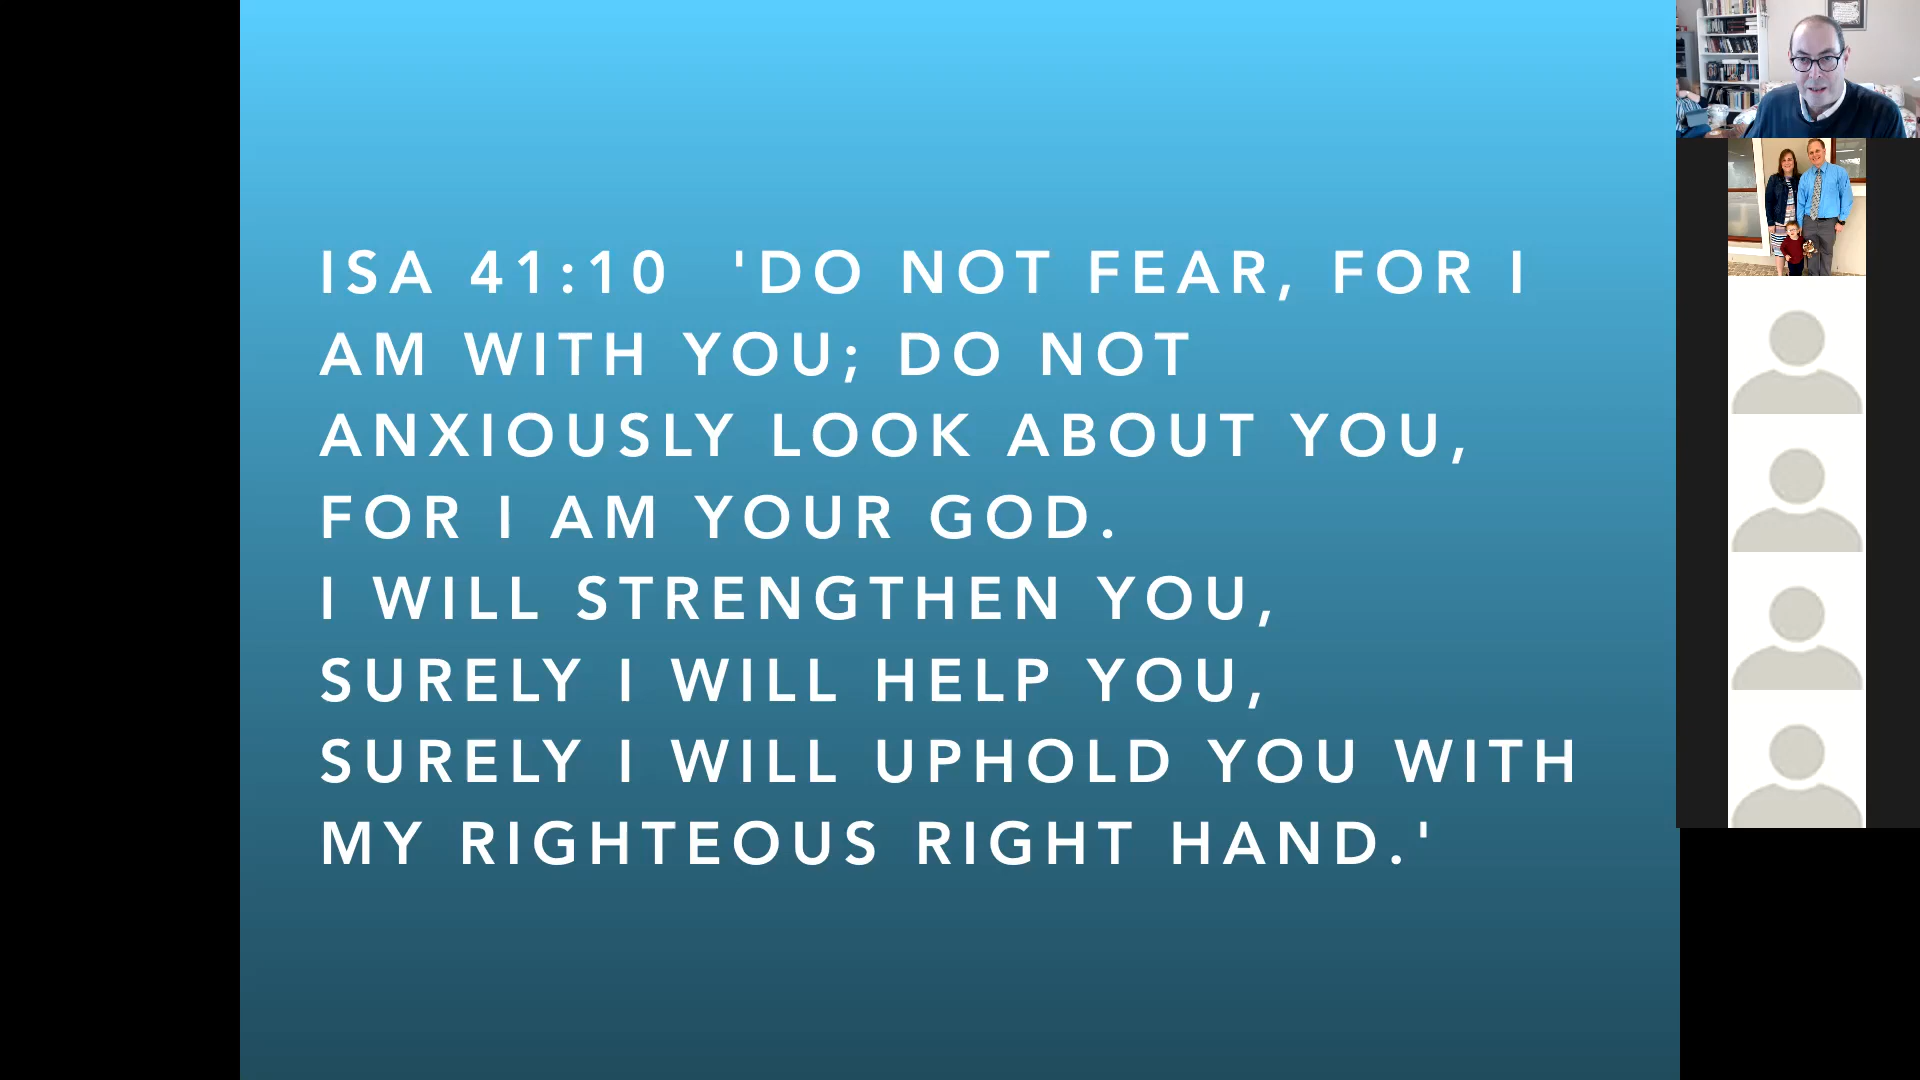 ISA 41:10 'DO NOT FEAR, FOR I
AM WITH YOU; DO NOT
ANXIOUSLY LOOK ABOUT YOU,
FOR I AM YOUR GOD.
I WILL STRENGTHEN YOU,
SURELY I WILL HELP YOU,
SURELY I WILL UPHOLD YOU WITH
MY RIGHTEOUS RIGHT HAND.'